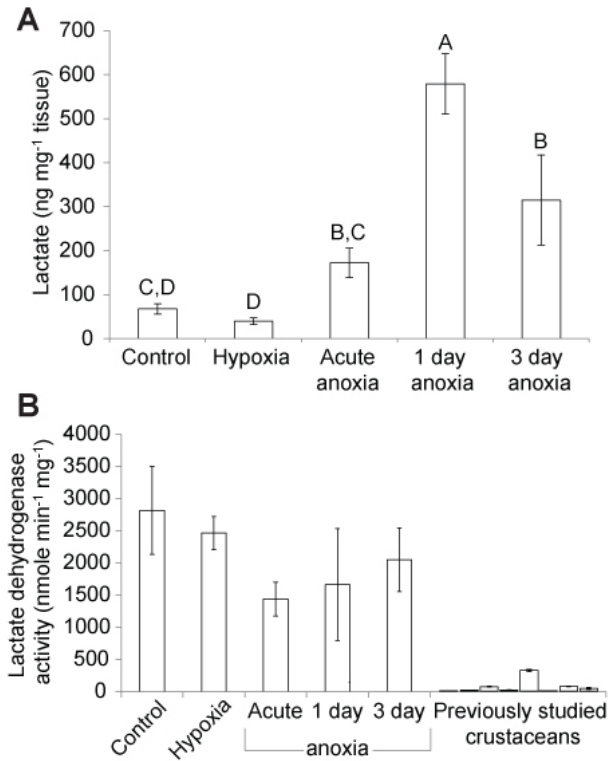 A
Lactate (ng mg⁻¹ tissue)
700
600
500
400
300
200
100
0
C,D
D
B,C
A
B
Control
Hypoxia
Acute
anoxia
1 day
anoxia
3 day
anoxia
B
Lactate dehydrogenase
activity (nmole min⁻¹ mg⁻¹)
4000
3500
3000
2500
2000
1500
1000
500
0
Control
Hypoxia
Acute 1 day 3 day
anoxia
Previously studied
crustaceans